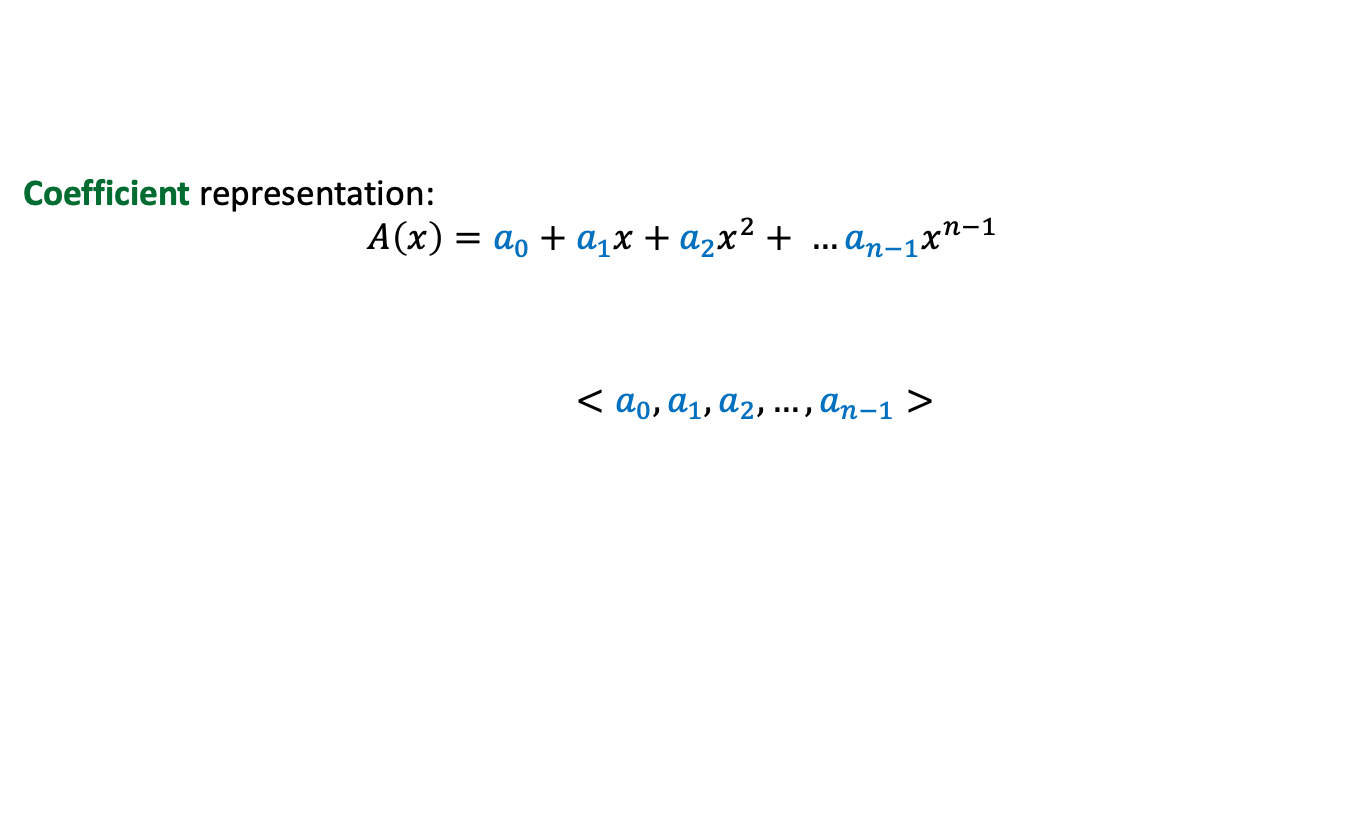 Coefficient representation:
A(x) = a₀ + a₁x + a₂x² + … aₙ₋₁xⁿ⁻¹
< a₀, a₁, a₂, … , aₙ₋₁ >